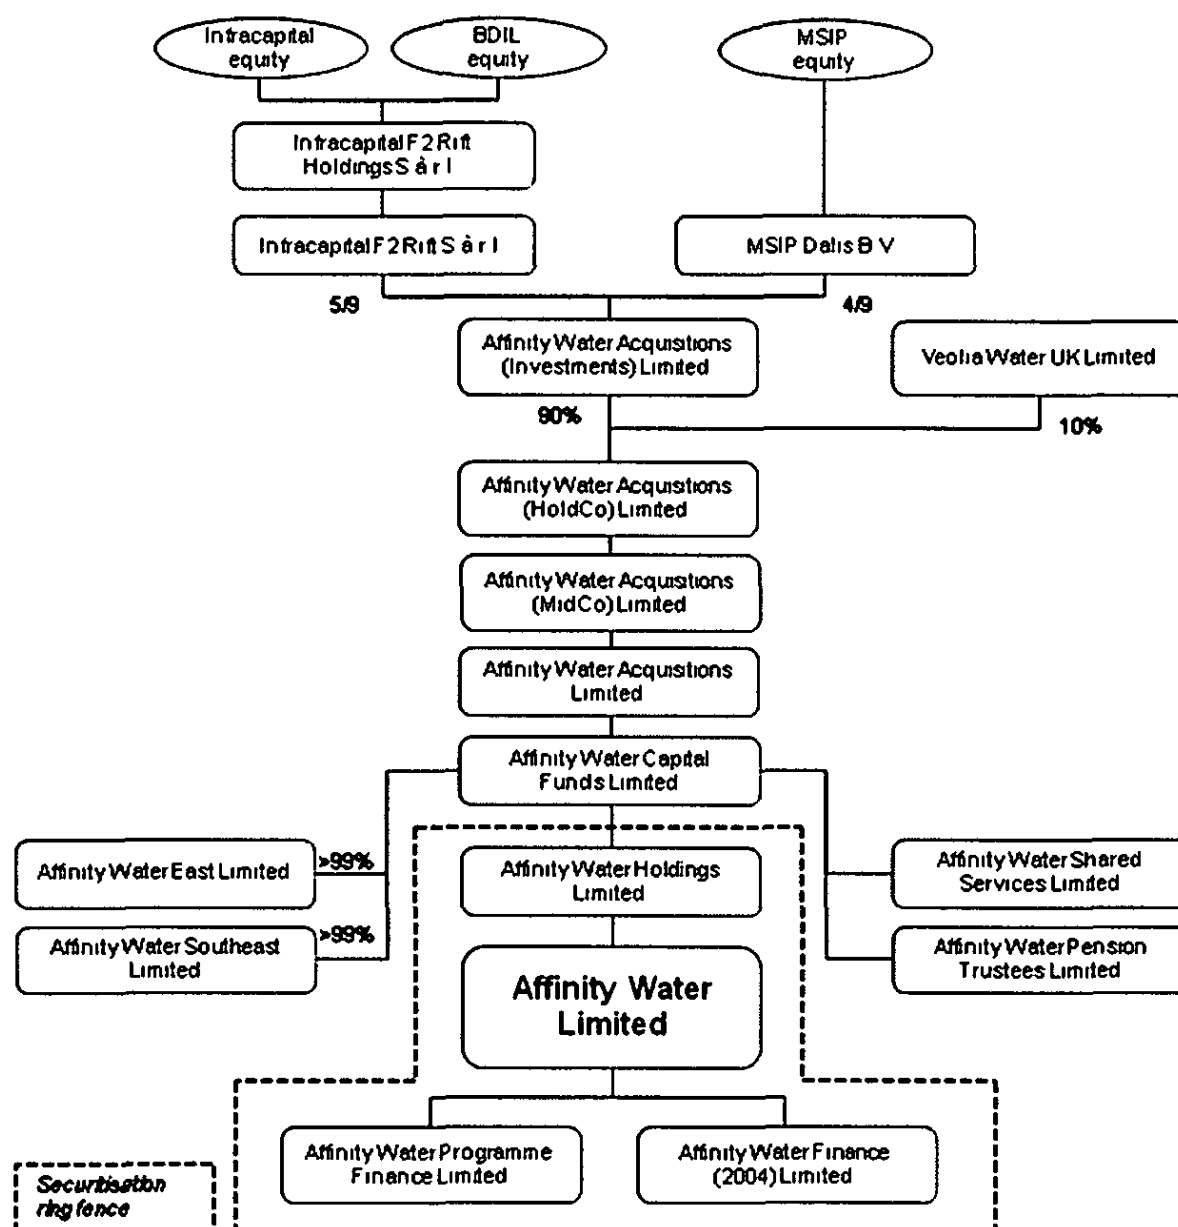 Infracapital
equity
BDIL
equity
MSIP
equity
Infracapital F2 Rift
Holdings S à r l
Infracapital F2 Rift S à r l
MSIP Dalis B V
5/9
4/9
Affinity Water Acquisitions
(Investments) Limited
Veolia Water UK Limited
90%
10%
Affinity Water Acquisitions
(HoldCo) Limited
Affinity Water Acquisitions
(MidCo) Limited
Affinity Water Acquisitions
Limited
Affinity Water Capital
Funds Limited
Affinity Water East Limited
>99%
Affinity Water Holdings
Limited
Affinity Water Shared
Services Limited
Affinity Water Southeast
Limited
>99%
Affinity Water Pension
Trustees Limited
Affinity Water
Limited
Affinity Water Programme
Finance Limited
Affinity Water Finance
(2004) Limited
Securitisation
ring fence